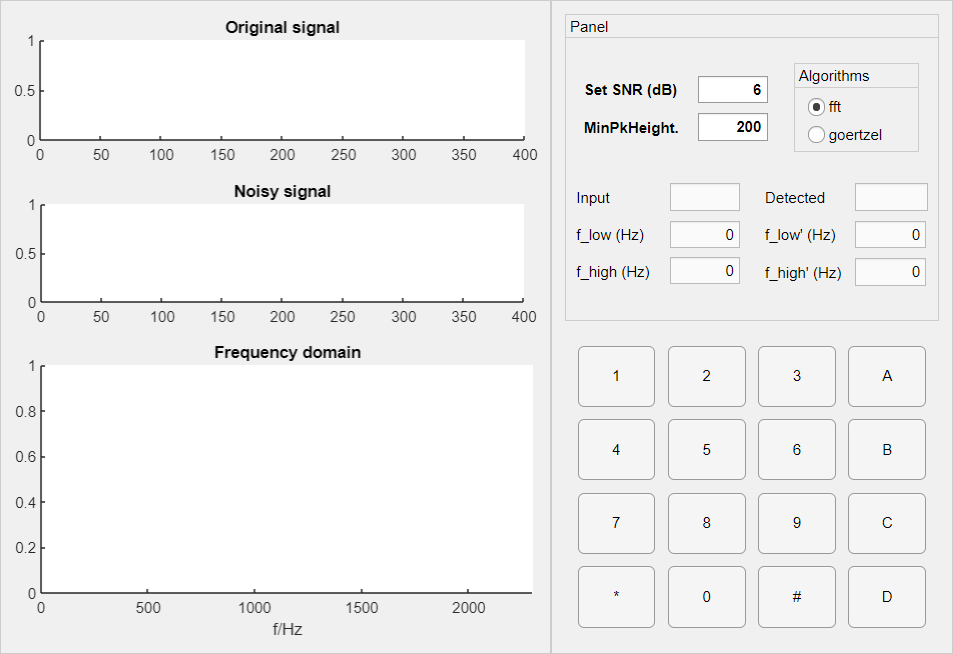 Original signal
1
0.5
0
0 50 100 150 200 250 300 350 400
Noisy signal
1
0.5
0
0 50 100 150 200 250 300 350 400
Frequency domain
1
0.8
0.6
0.4
0.2
0
0 500 1000 1500 2000
f/Hz
Panel
Set SNR (dB) 6
MinPkHeight. 200
Algorithms
fft
goertzel
Input Detected
f_low (Hz) 0 f_low' (Hz) 0
f_high (Hz) 0 f_high' (Hz) 0
1 2 3 A
4 5 6 B
7 8 9 C
* 0 # D